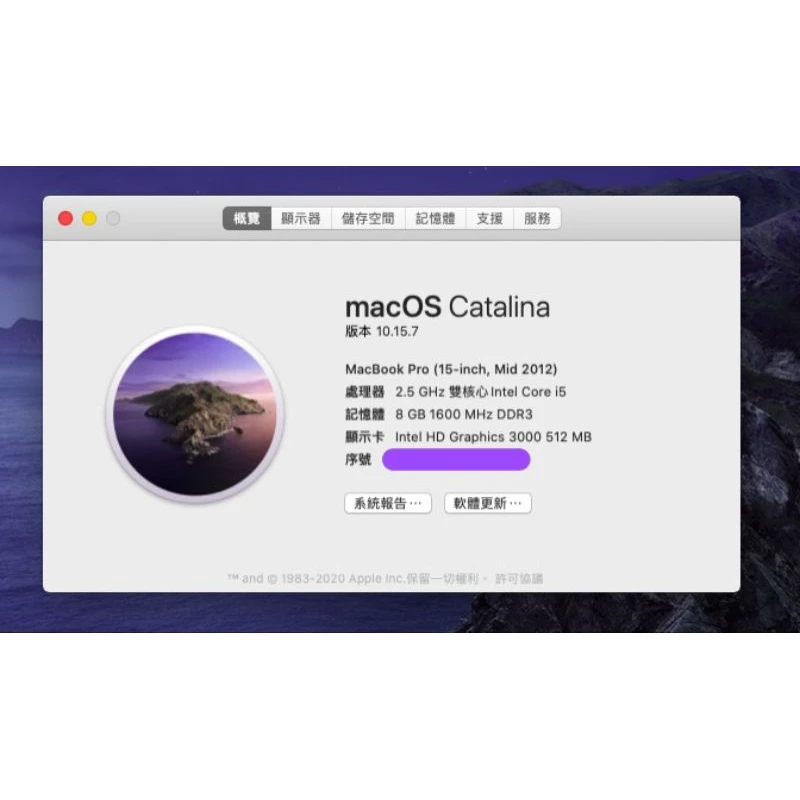 概覽 顯示器 儲存空間 記憶體 支援 服務
macOS Catalina
版本 10.15.7
MacBook Pro (15-inch, Mid 2012)
處理器 2.5 GHz 雙核心Intel Core i5
記憶體 8 GB 1600 MHz DDR3
顯示卡 Intel HD Graphics 3000 512 MB
序號
系統報告⋯ 軟體更新⋯
™ and © 1983-2020 Apple Inc.保留一切權利。 許可協議